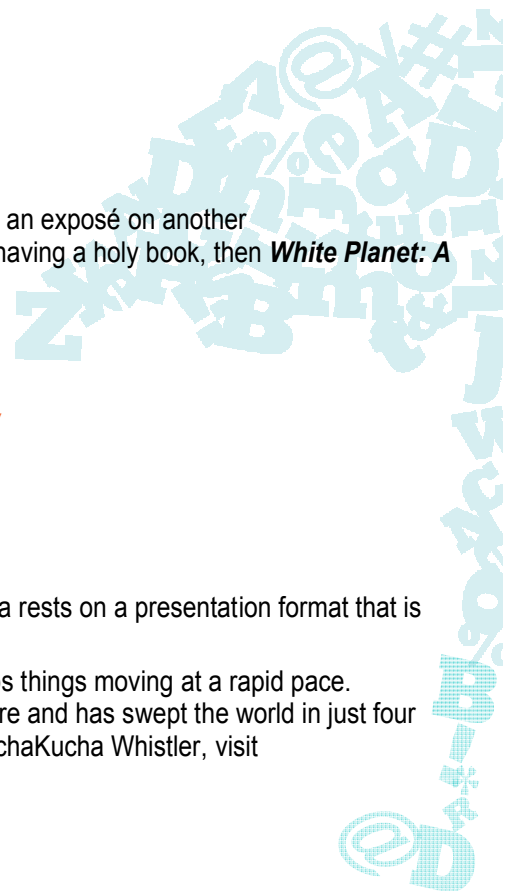 an exposé on another
having a holy book, then White Planet: A
a rests on a presentation format that is
s things moving at a rapid pace.
re and has swept the world in just four
chaKucha Whistler, visit